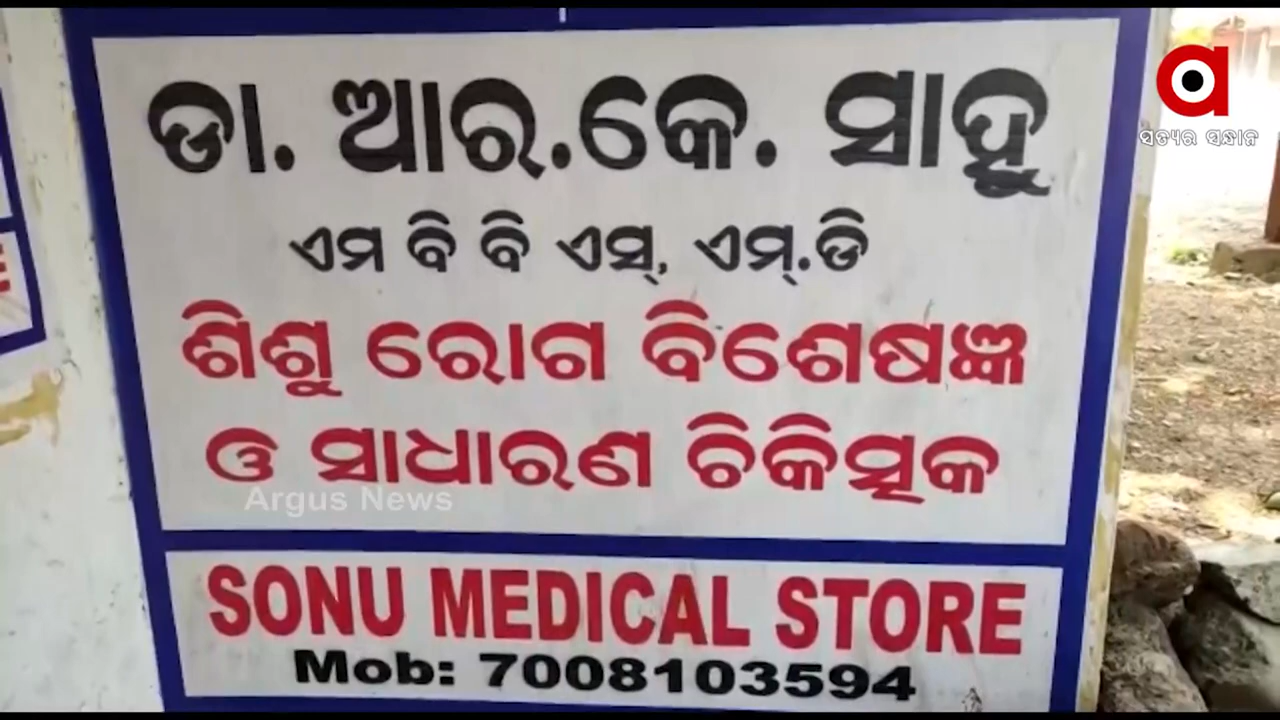 ଡା. ଆର.କେ. ସାହୁ
ଏମ ବି ବି ଏସ୍, ଏମ୍.ଡି
ଶିଶୁ ରୋଗ ବିଶେଷଜ୍ଞ
ଓ ସାଧାରଣ ଚିକିତ୍ସକ
Argus News
SONU MEDICAL STORE
Mob: 7008103594
ସତ୍ୟର ସନ୍ଧାନ